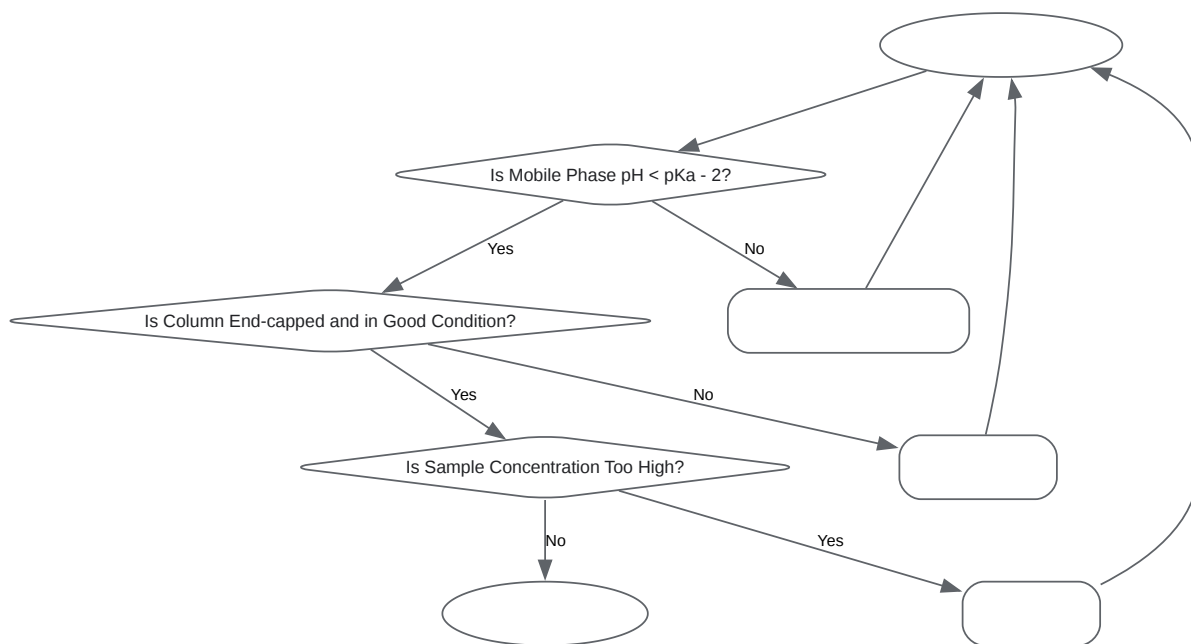 Is Mobile Phase pH < pKa - 2?
Yes
No
Is Column End-capped and in Good Condition?
Yes
No
Is Sample Concentration Too High?
No
Yes